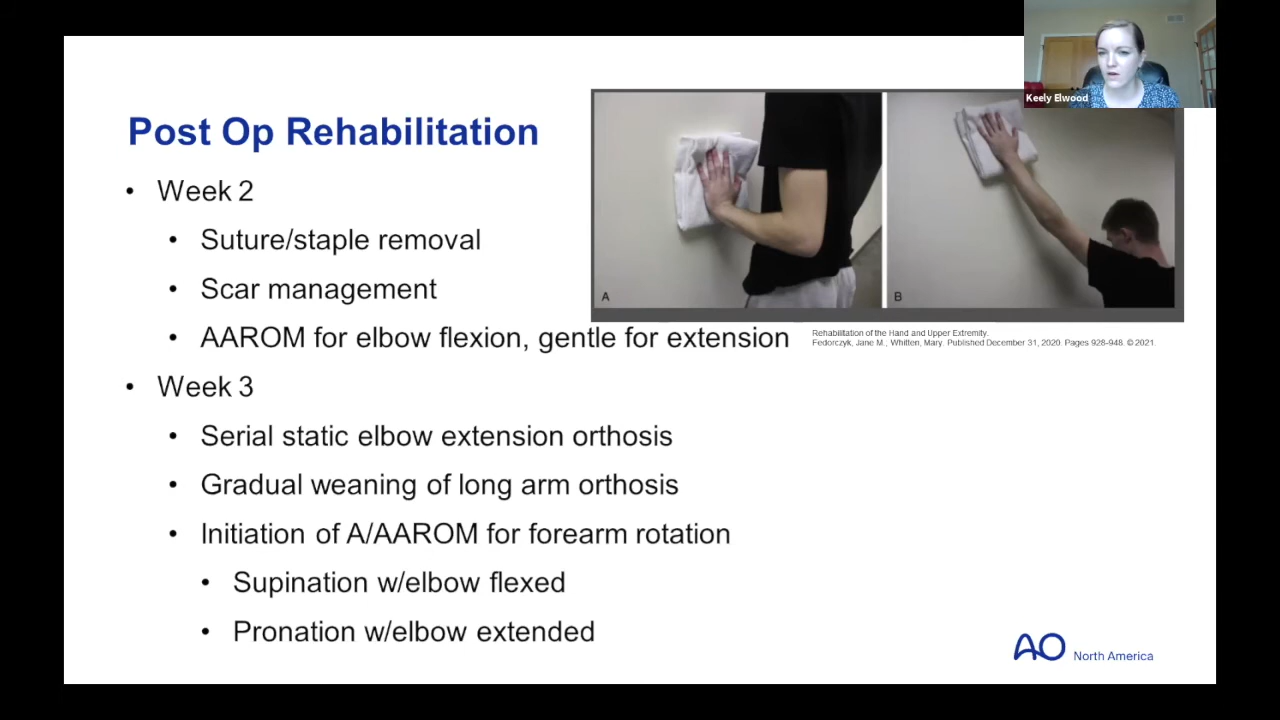 Keely Elwood
Post Op Rehabilitation
• Week 2
• Suture/staple removal
• Scar management
• AAROM for elbow flexion, gentle for extension
• Week 3
• Serial static elbow extension orthosis
• Gradual weaning of long arm orthosis
• Initiation of A/AAROM for forearm rotation
• Supination w/elbow flexed
• Pronation w/elbow extended
A
B
Rehabilitation of the Hand and Upper Extremity.
Fedorczyk, Jane M., Whitten, Mary. Published December 31, 2020. Pages 928-948. © 2021.
AO North America